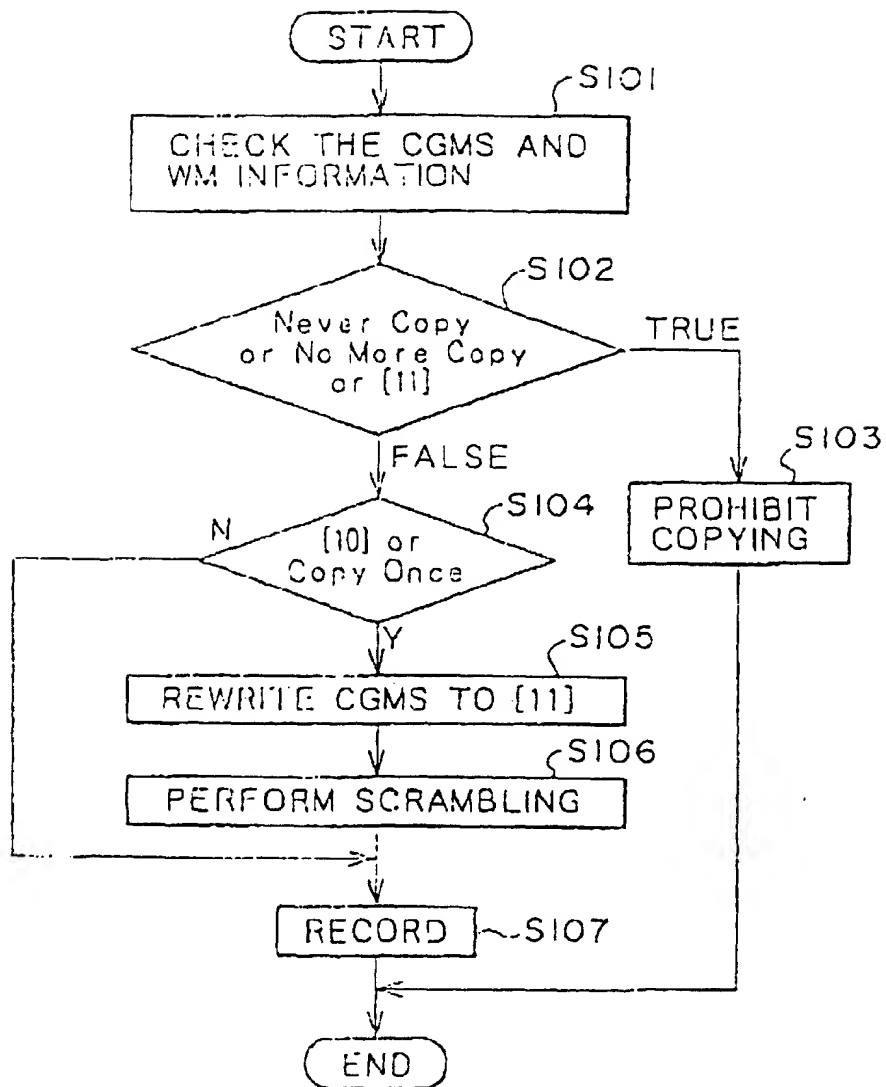 START
S101
CHECK THE CGMS AND
WM INFORMATION
S102
Never Copy
or No More Copy
or [11]
TRUE
FALSE
S103
PROHIBIT
COPYING
S104
N
[10] or
Copy Once
Y
S105
REWRITE CGMS TO [11]
S106
PERFORM SCRAMBLING
RECORD
S107
END